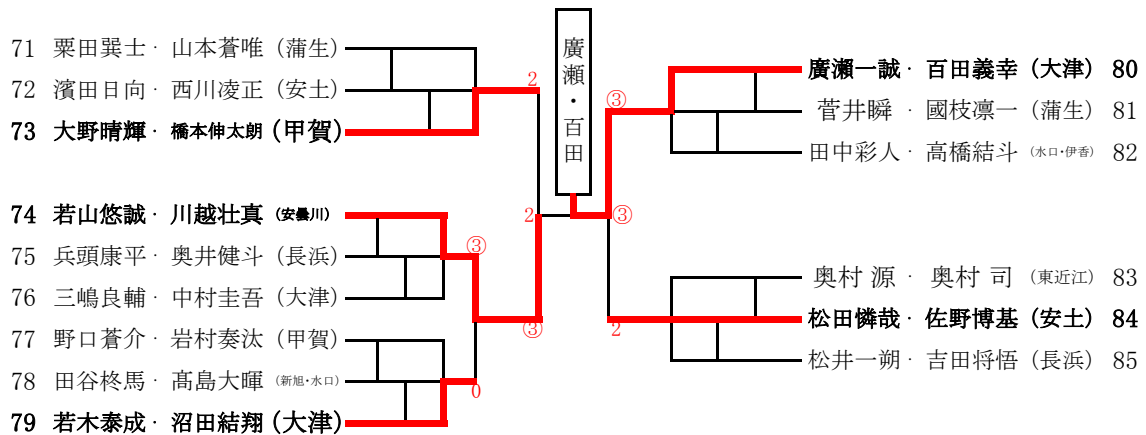 71 粟田巽士・山本蒼唯(蒲生)
72 濱田日向・西川凌正(安土)
73 大野晴輝・橋本伸太朗(甲賀)
74 若山悠誠・川越壮真(安曇川)
75 兵頭康平・奥井健斗(長浜)
76 三嶋良輔・中村圭吾(大津)
77 野口蒼介・岩村奏汰(甲賀)
78 田谷柊馬・髙島大暉(新旭・水口)
79 若木泰成・沼田結翔(大津)
2
③
2
③
0
廣瀬・百田
③
③
2
廣瀬一誠・百田義幸(大津) 80
菅井瞬・國枝凛一(蒲生) 81
田中彩人・高橋結斗(水口・伊香) 82
奥村 源・奥村 司(東近江) 83
松田憐哉・佐野博基(安土) 84
松井一朔・吉田将悟(長浜) 85